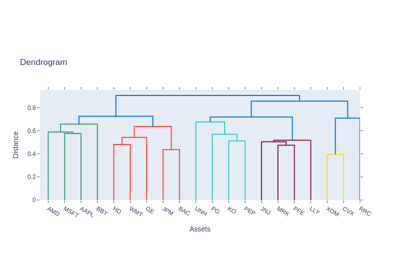 Dendrogram
Distance
0.8
0.6
0.4
0.2
0
AMD MSFT AAPL BBY HD WMT GE JPM BAC UNH PG KO PEP JNJ MRK PFE LLY XOM CVX RRC
Assets